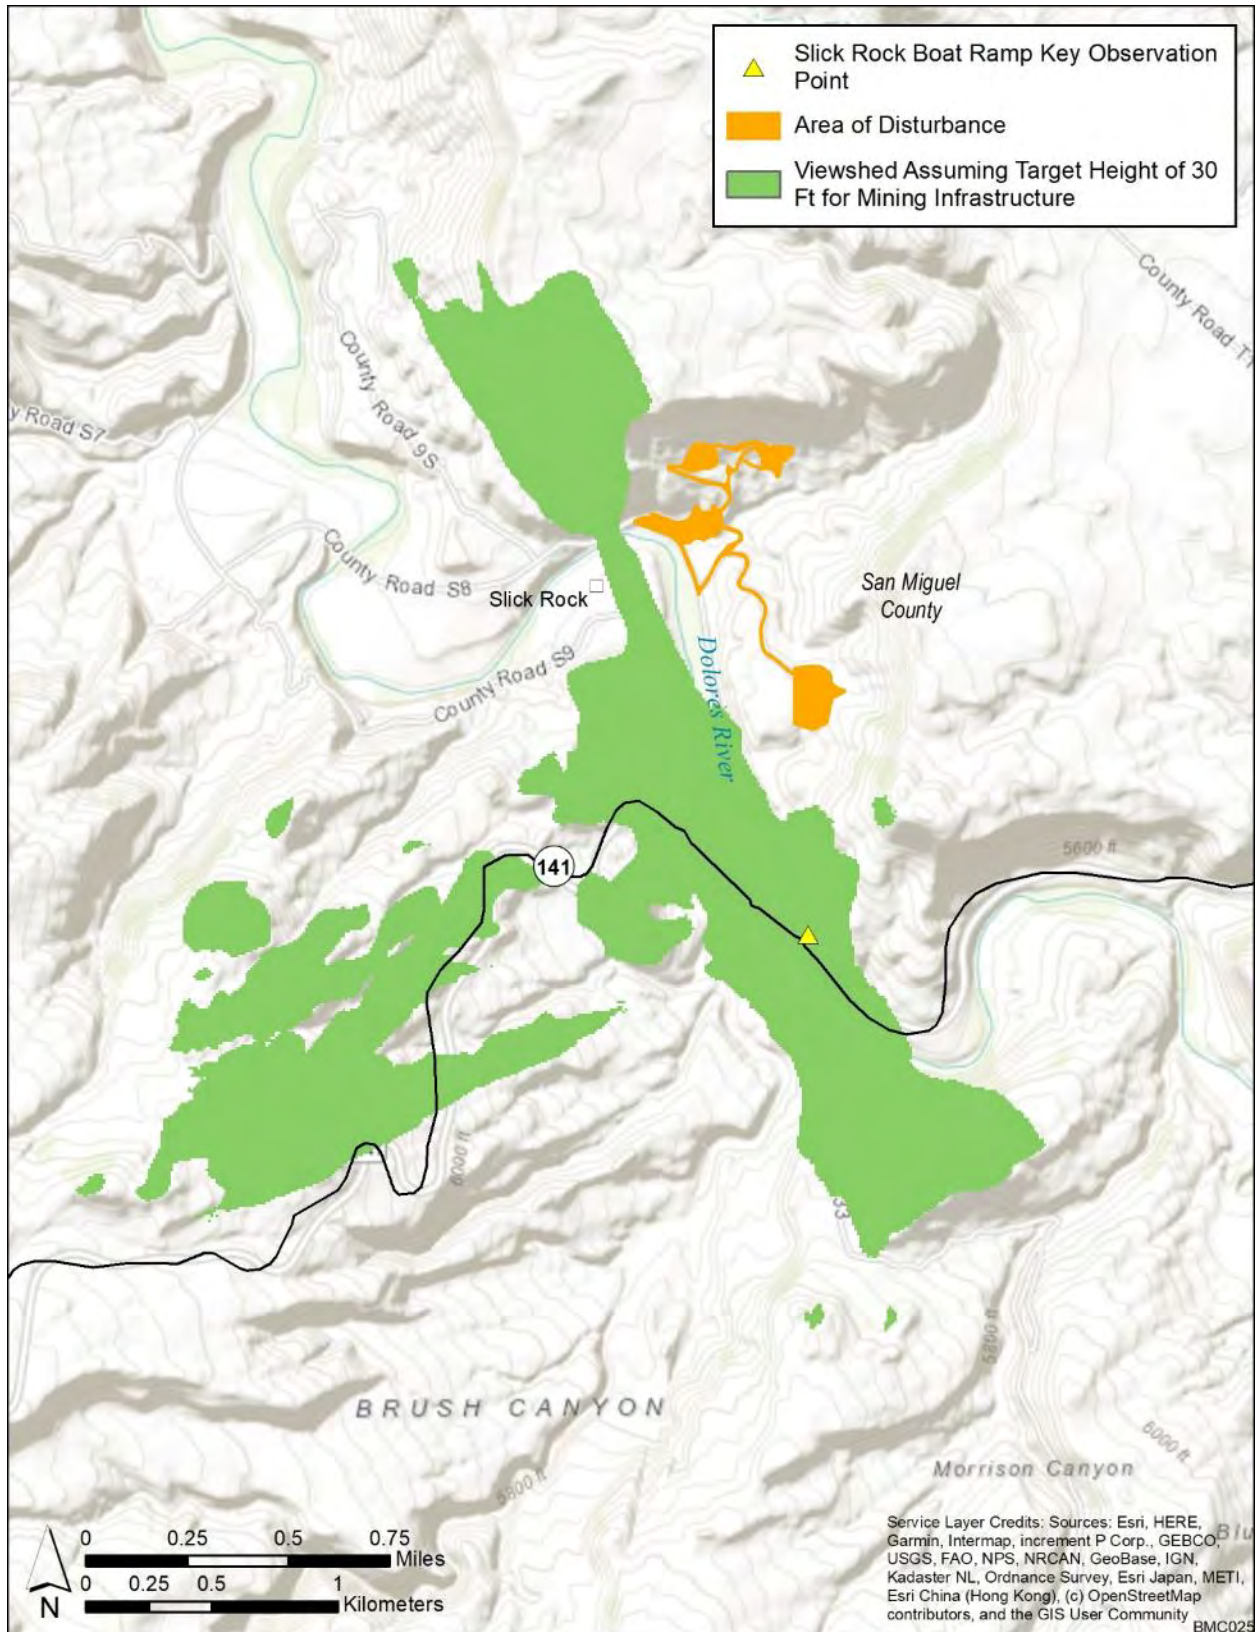 Slick Rock Boat Ramp Key Observation
Point
Area of Disturbance
Viewshed Assuming Target Height of 30
Ft for Mining Infrastructure
County Road T
County Road 9S
y Road S7
County Road S8
Slick Rock
San Miguel
County
County Road S9
Dolores River
5600 ft
141
6000 ft
33
5800 ft
BRUSH CANYON
6000 ft
Morrison Canyon
5800 ft
0 0.25 0.5 0.75
Miles
0 0.25 0.5 1
Kilometers
N
Service Layer Credits: Sources: Esri, HERE,
Garmin, Intermap, increment P Corp., GEBCO,
USGS, FAO, NPS, NRCAN, GeoBase, IGN,
Kadaster NL, Ordnance Survey, Esri Japan, METI,
Esri China (Hong Kong), (c) OpenStreetMap
contributors, and the GIS User Community
Blu
BMC025